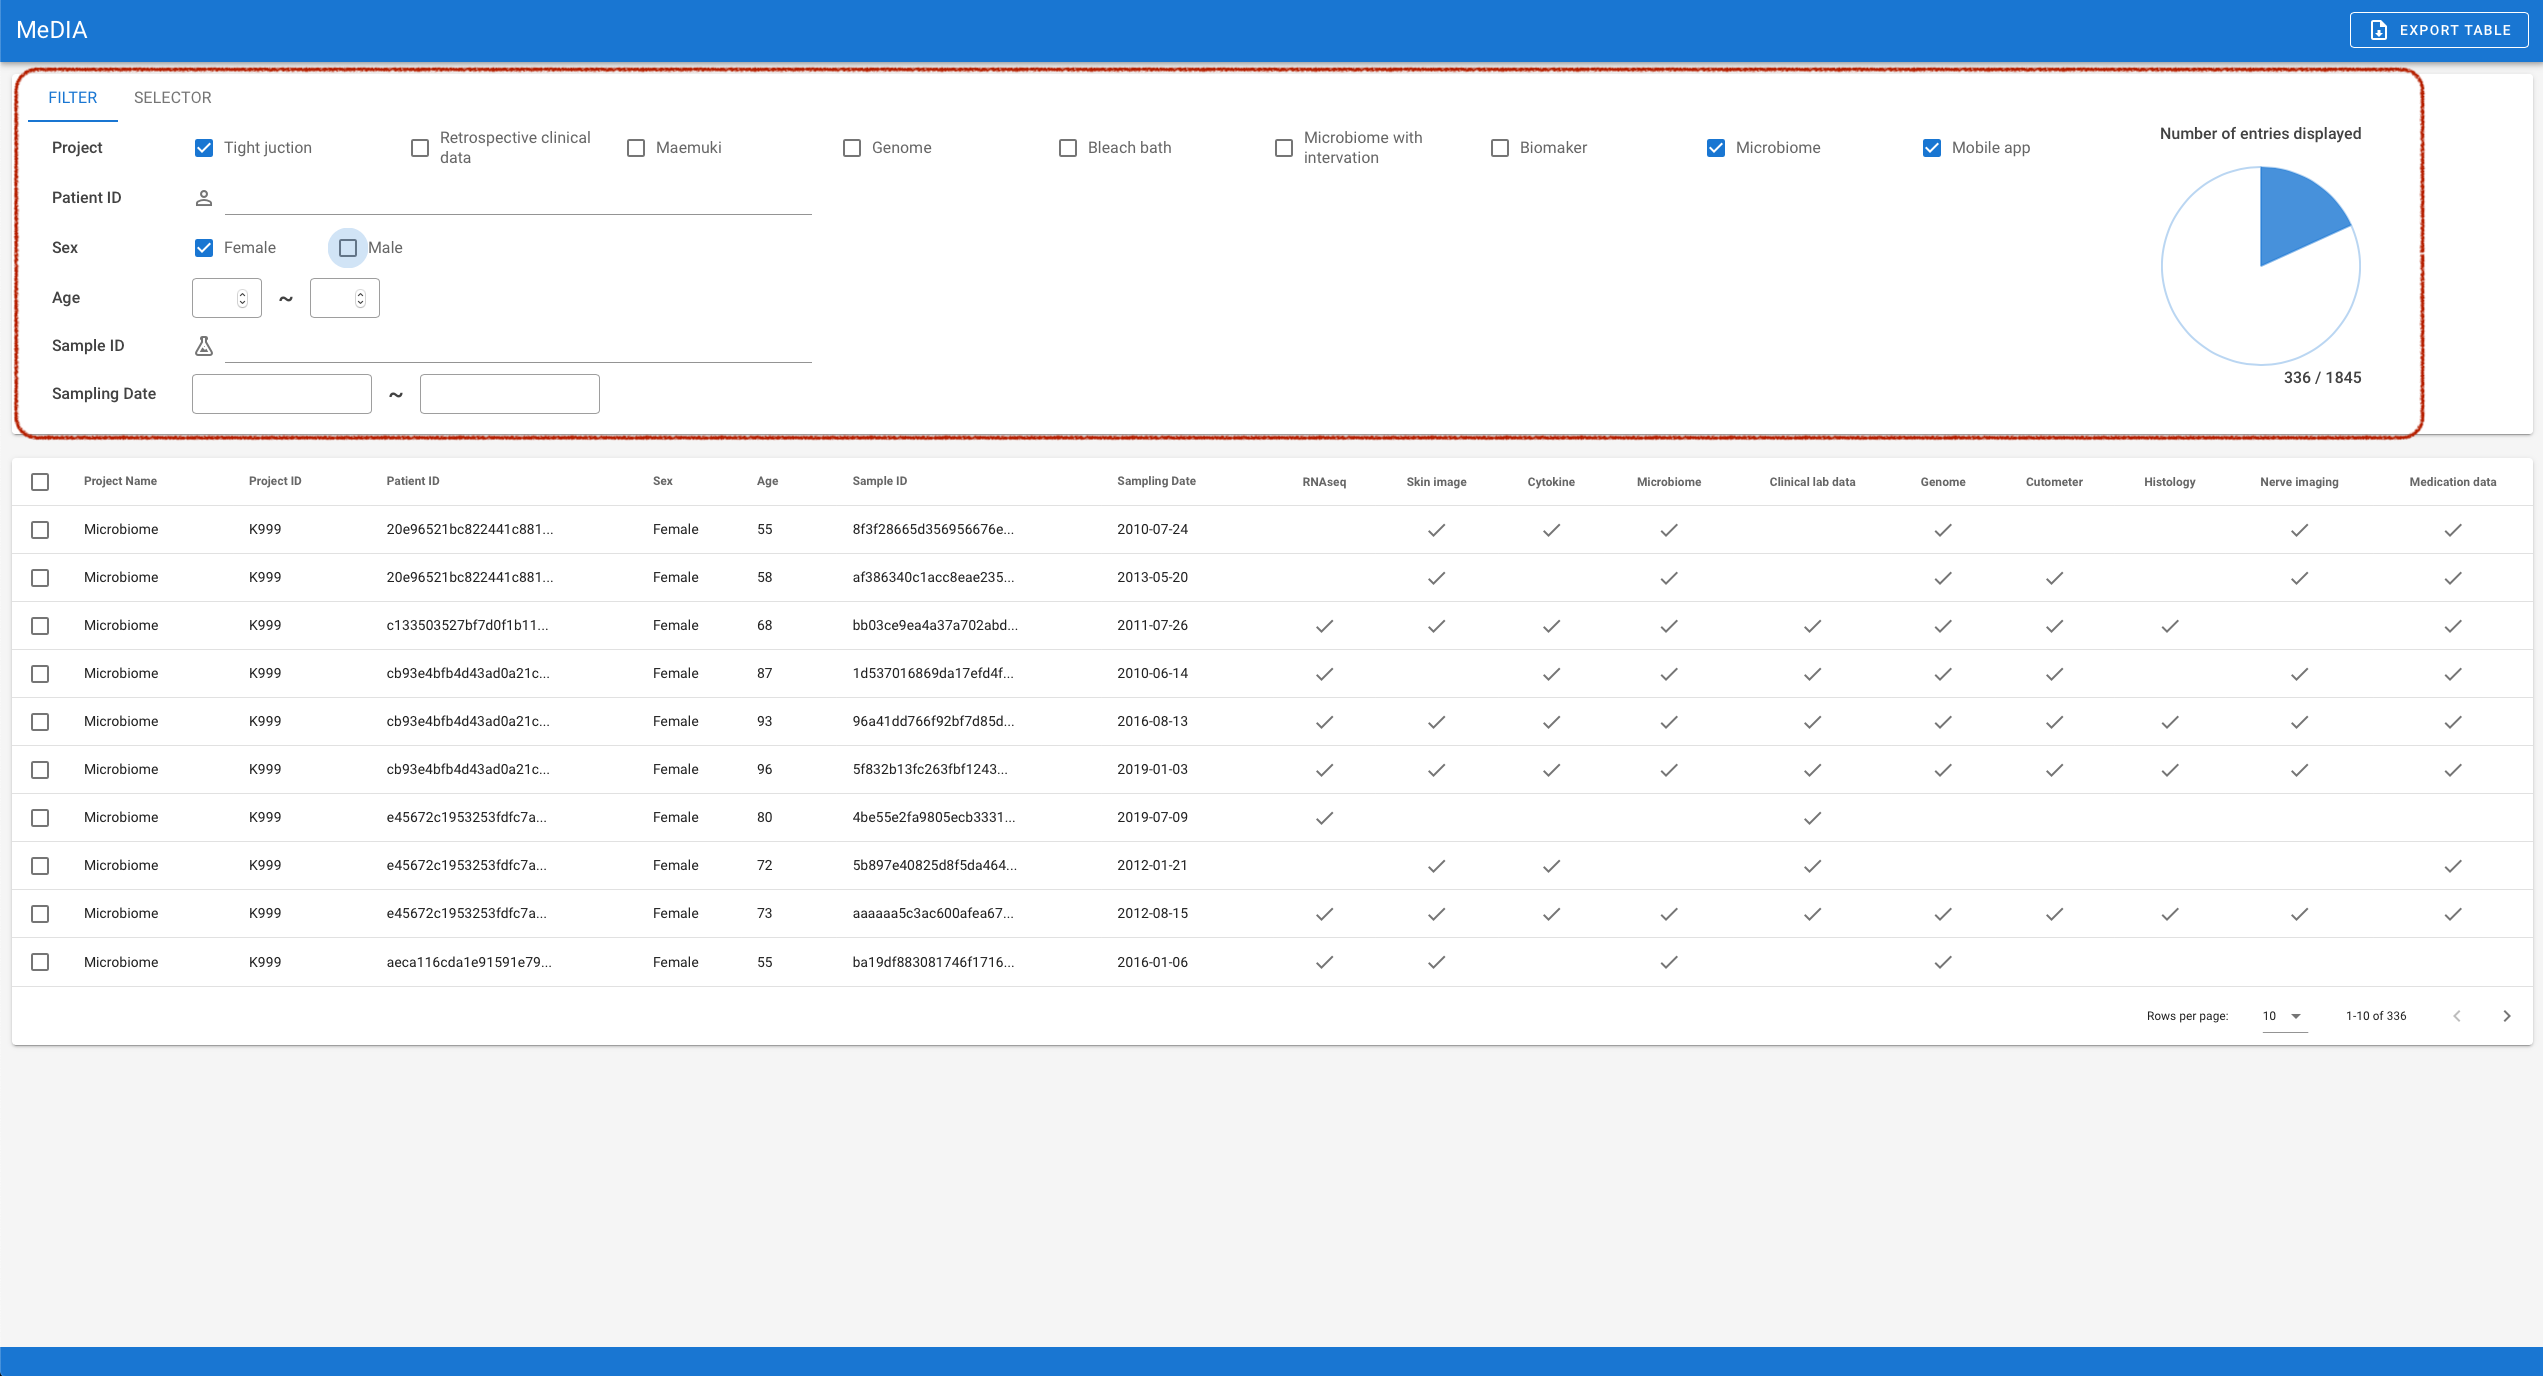 MeDIA
EXPORT TABLE
FILTER SELECTOR
Project Tight juction Retrospective clinical data Maemuki Genome Bleach bath Microbiome with intervation Biomaker Microbiome Mobile app
Number of entries displayed
Patient ID
Sex Female Male
Age ~
Sample ID
336 / 1845
Sampling Date ~
Project Name Project ID Patient ID Sex Age Sample ID Sampling Date RNAseq Skin image Cytokine Microbiome Clinical lab data Genome Cutometer Histology Nerve imaging Medication data
Microbiome K999 20e96521bc822441c881... Female 55 8f3f28665d356956676e... 2010-07-24
Microbiome K999 20e96521bc822441c881... Female 58 af386340c1acc8eae235... 2013-05-20
Microbiome K999 c133503527bf7d0f1b11... Female 68 bb03ce9ea4a37a702abd... 2011-07-26
Microbiome K999 cb93e4bfb4d43ad0a21c... Female 87 1d537016869da17efd4f... 2010-06-14
Microbiome K999 cb93e4bfb4d43ad0a21c... Female 93 96a41dd766f92bf7d85d... 2016-08-13
Microbiome K999 cb93e4bfb4d43ad0a21c... Female 96 5f832b13fc263fbf1243... 2019-01-03
Microbiome K999 e45672c1953253fdfc7a... Female 80 4be55e2fa9805ecb3331... 2019-07-09
Microbiome K999 e45672c1953253fdfc7a... Female 72 5b897e40825d8f5da464... 2012-01-21
Microbiome K999 e45672c1953253fdfc7a... Female 73 aaaaaa5c3ac600afea67... 2012-08-15
Microbiome K999 aeca116cda1e91591e79... Female 55 ba19df883081746f1716... 2016-01-06
Rows per page: 10 1-10 of 336